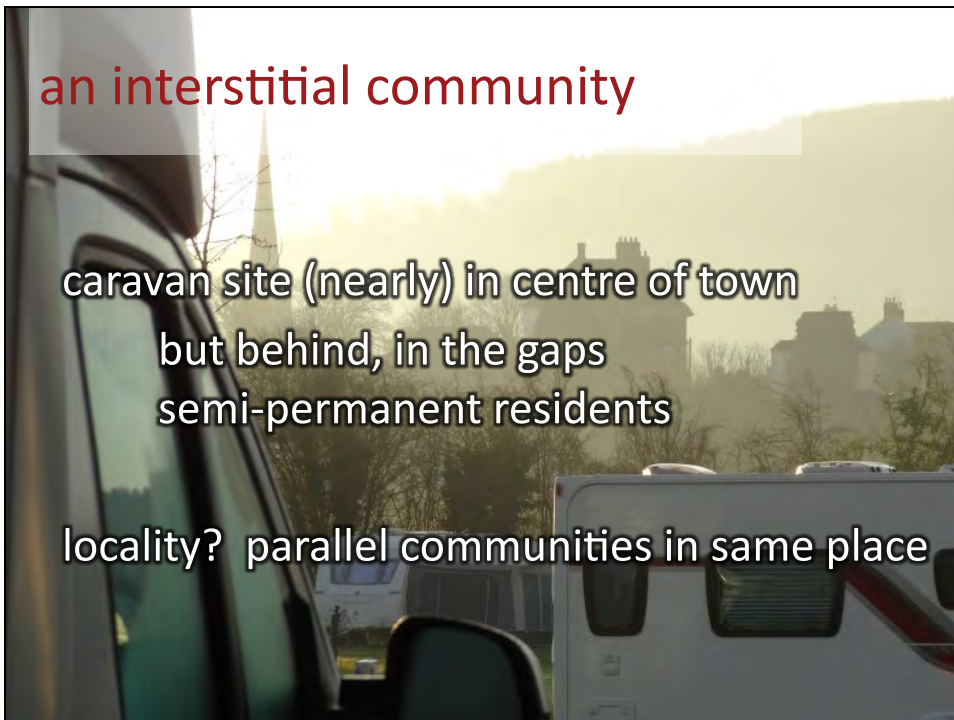 an interstitial community
caravan site (nearly) in centre of town
but behind, in the gaps
semi-permanent residents
locality?  parallel communities in same place